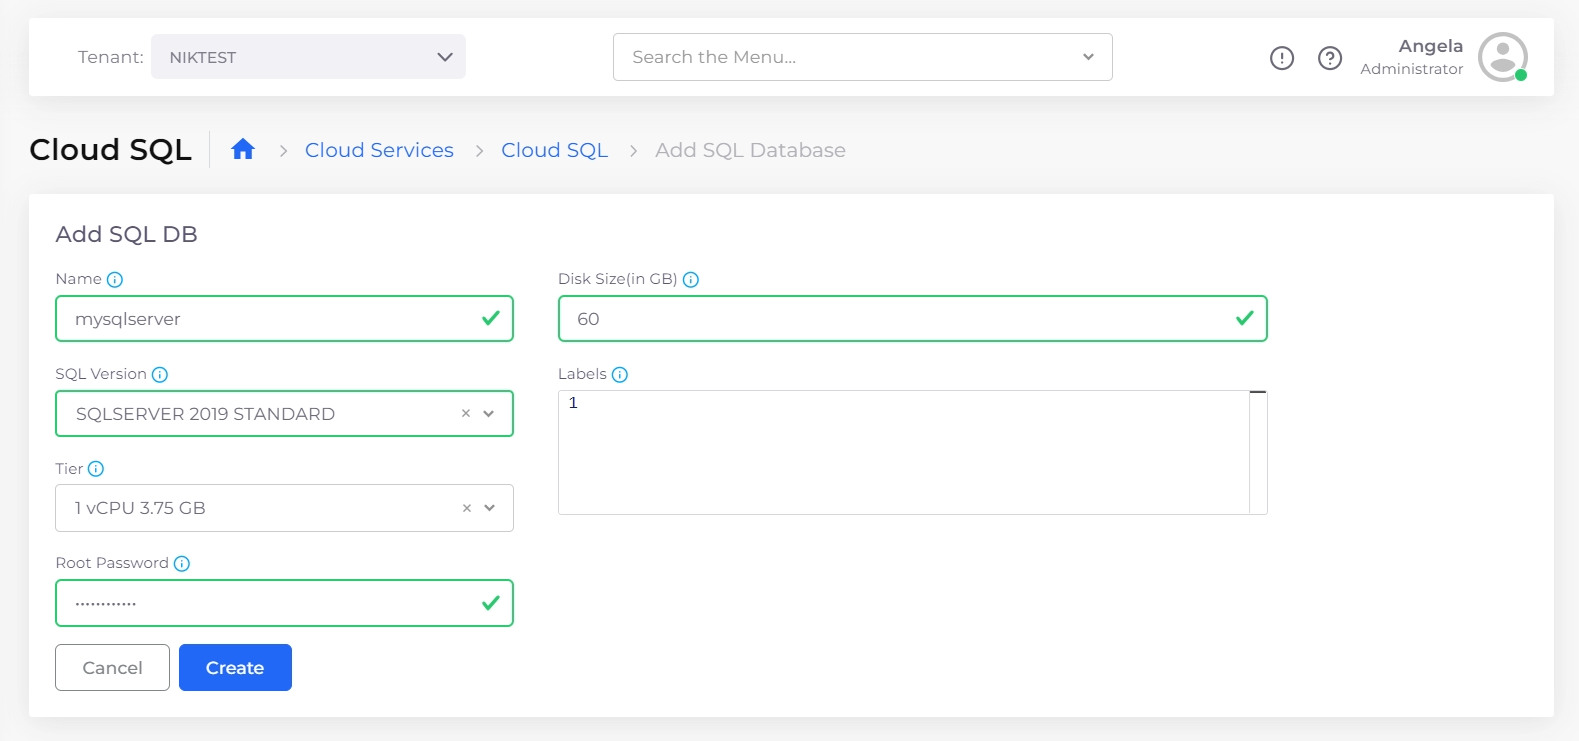 Tenant: NIKTEST
Search the Menu...
Angela
Administrator
Cloud SQL
Cloud Services
Cloud SQL
Add SQL Database
Add SQL DB
Name
mysqlserver
Disk Size(in GB)
60
SQL Version
SQLSERVER 2019 STANDARD
Labels
1
Tier
1 vCPU 3.75 GB
Root Password
••••••••••••
Cancel
Create